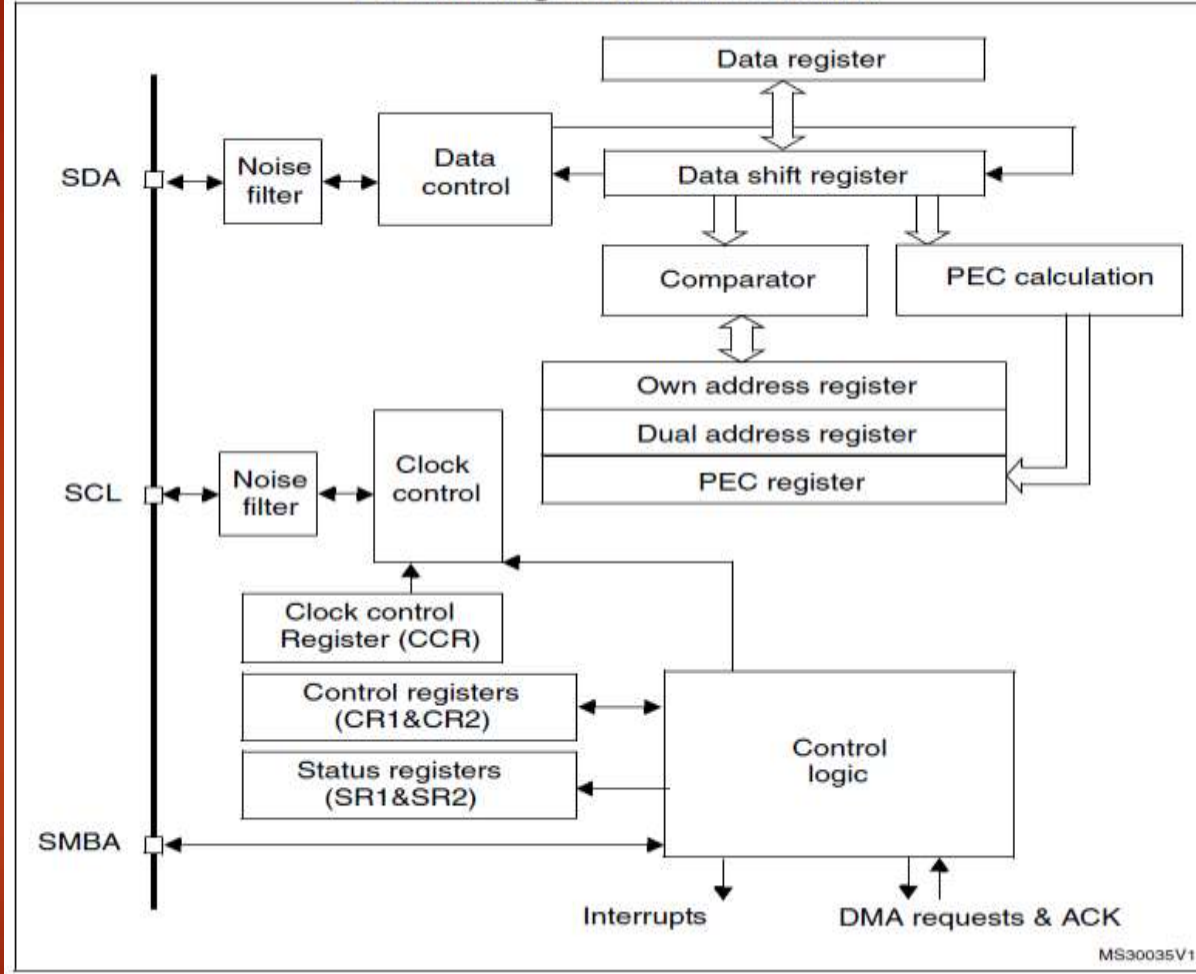 Data register
SDA
Noise
filter
Data
control
Data shift register
Comparator
PEC calculation
Own address register
Dual address register
PEC register
SCL
Noise
filter
Clock
control
Clock control
Register (CCR)
Control registers
(CR1&CR2)
Status registers
(SR1&SR2)
Control
logic
SMBA
Interrupts
DMA requests & ACK
MS30035V1